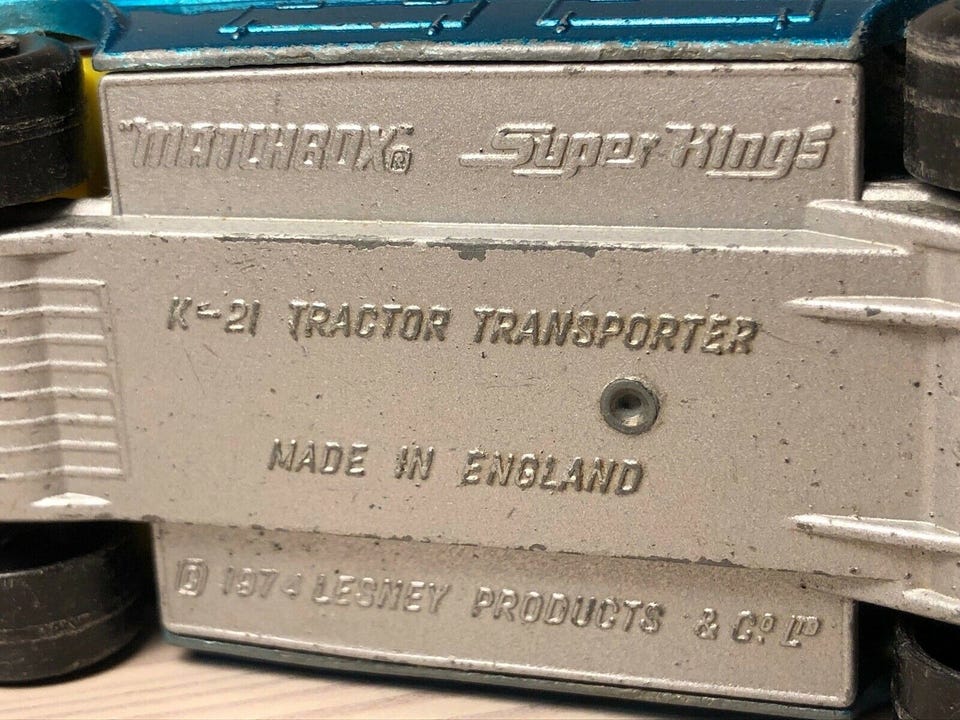 "MATCHBOX"® Super Kings
K-21 TRACTOR TRANSPORTER
MADE IN ENGLAND
© 1974 LESNEY PRODUCTS & Cº Lᵀᴰ